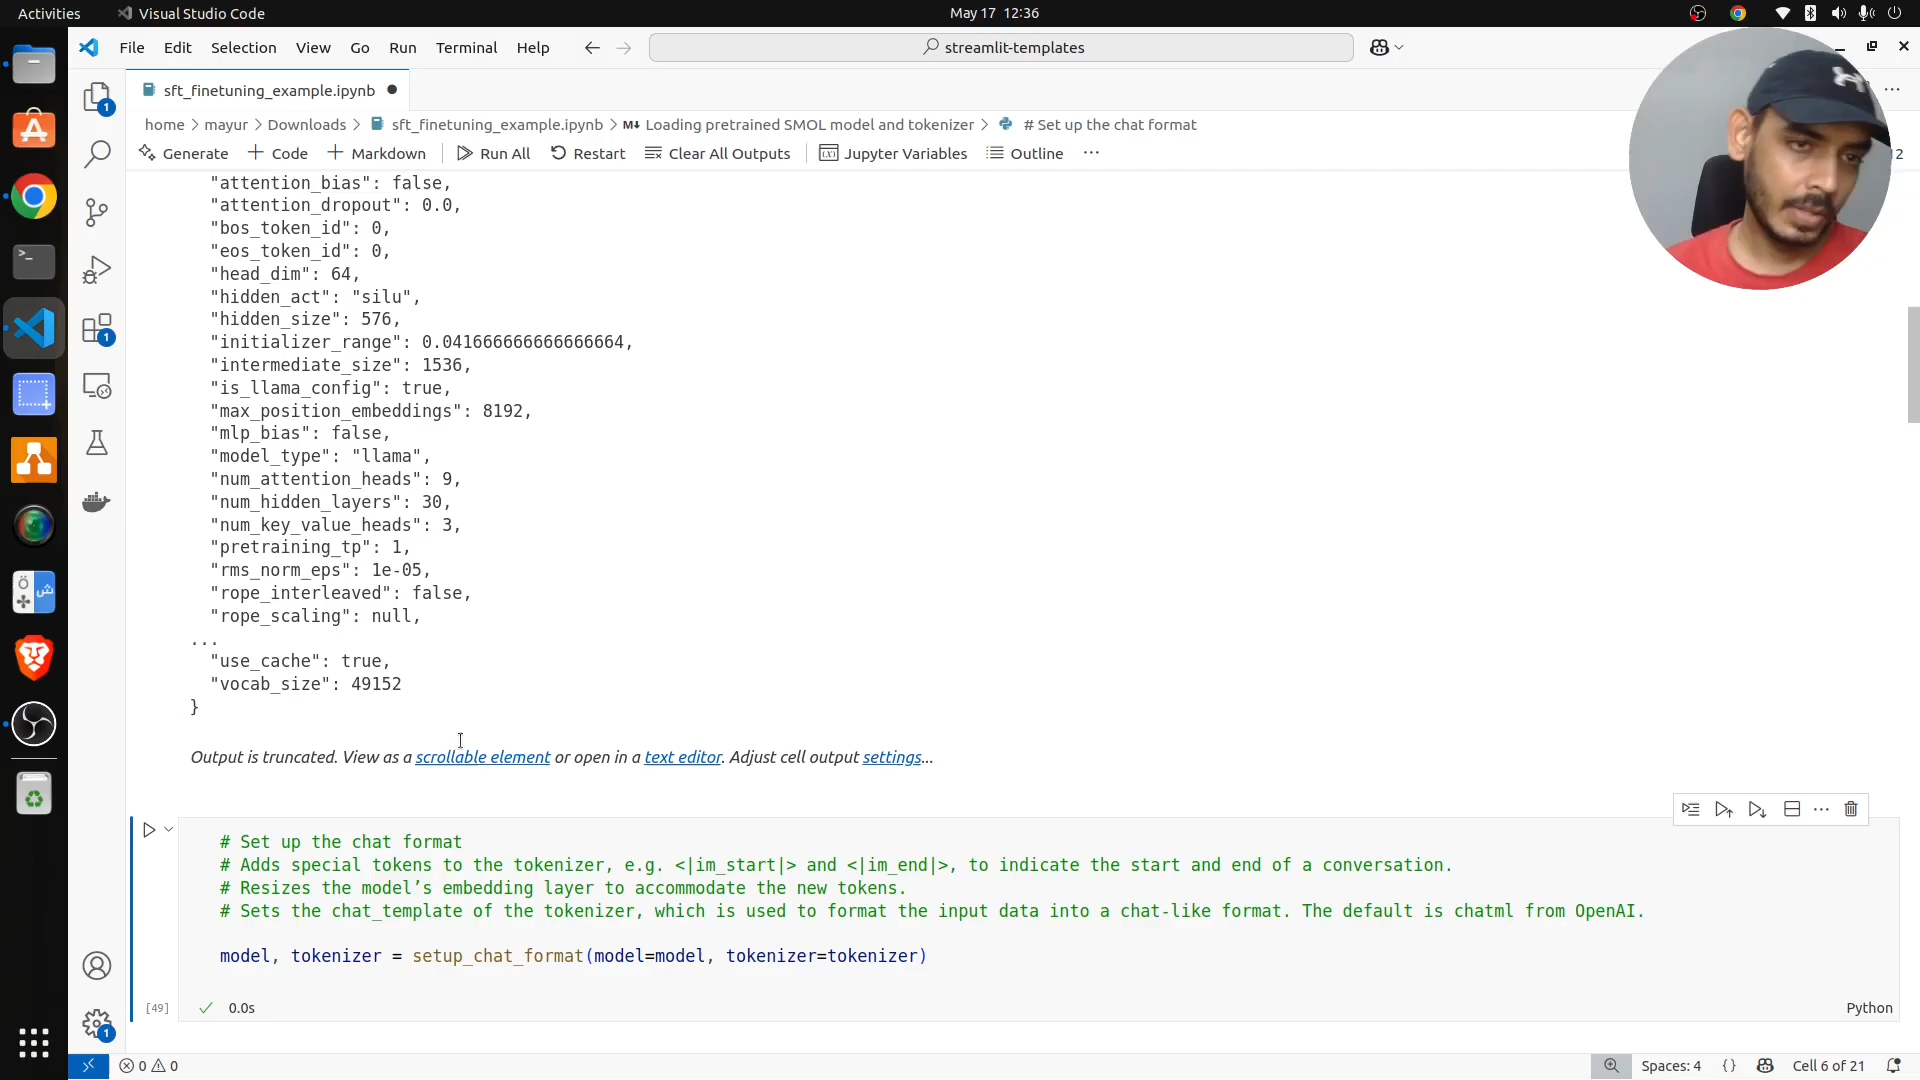 Activities
Visual Studio Code
May 17 12:36
File Edit Selection View Go Run Terminal Help
streamlit-templates
sft_finetuning_example.ipynb
home > mayur > Downloads > sft_finetuning_example.ipynb > M↓ Loading pretrained SMOL model and tokenizer > # Set up the chat format
Generate + Code + Markdown Run All Restart Clear All Outputs Jupyter Variables Outline ...
"attention_bias": false,
"attention_dropout": 0.0,
"bos_token_id": 0,
"eos_token_id": 0,
"head_dim": 64,
"hidden_act": "silu",
"hidden_size": 576,
"initializer_range": 0.041666666666666664,
"intermediate_size": 1536,
"is_llama_config": true,
"max_position_embeddings": 8192,
"mlp_bias": false,
"model_type": "llama",
"num_attention_heads": 9,
"num_hidden_layers": 30,
"num_key_value_heads": 3,
"pretraining_tp": 1,
"rms_norm_eps": 1e-05,
"rope_interleaved": false,
"rope_scaling": null,
...
"use_cache": true,
"vocab_size": 49152
}
Output is truncated. View as a scrollable element or open in a text editor. Adjust cell output settings...
# Set up the chat format
# Adds special tokens to the tokenizer, e.g. <|im_start|> and <|im_end|>, to indicate the start and end of a conversation.
# Resizes the model’s embedding layer to accommodate the new tokens.
# Sets the chat_template of the tokenizer, which is used to format the input data into a chat-like format. The default is chatml from OpenAI.
model, tokenizer = setup_chat_format(model=model, tokenizer=tokenizer)
[49] 0.0s Python
0 0 Spaces: 4 {} Cell 6 of 21